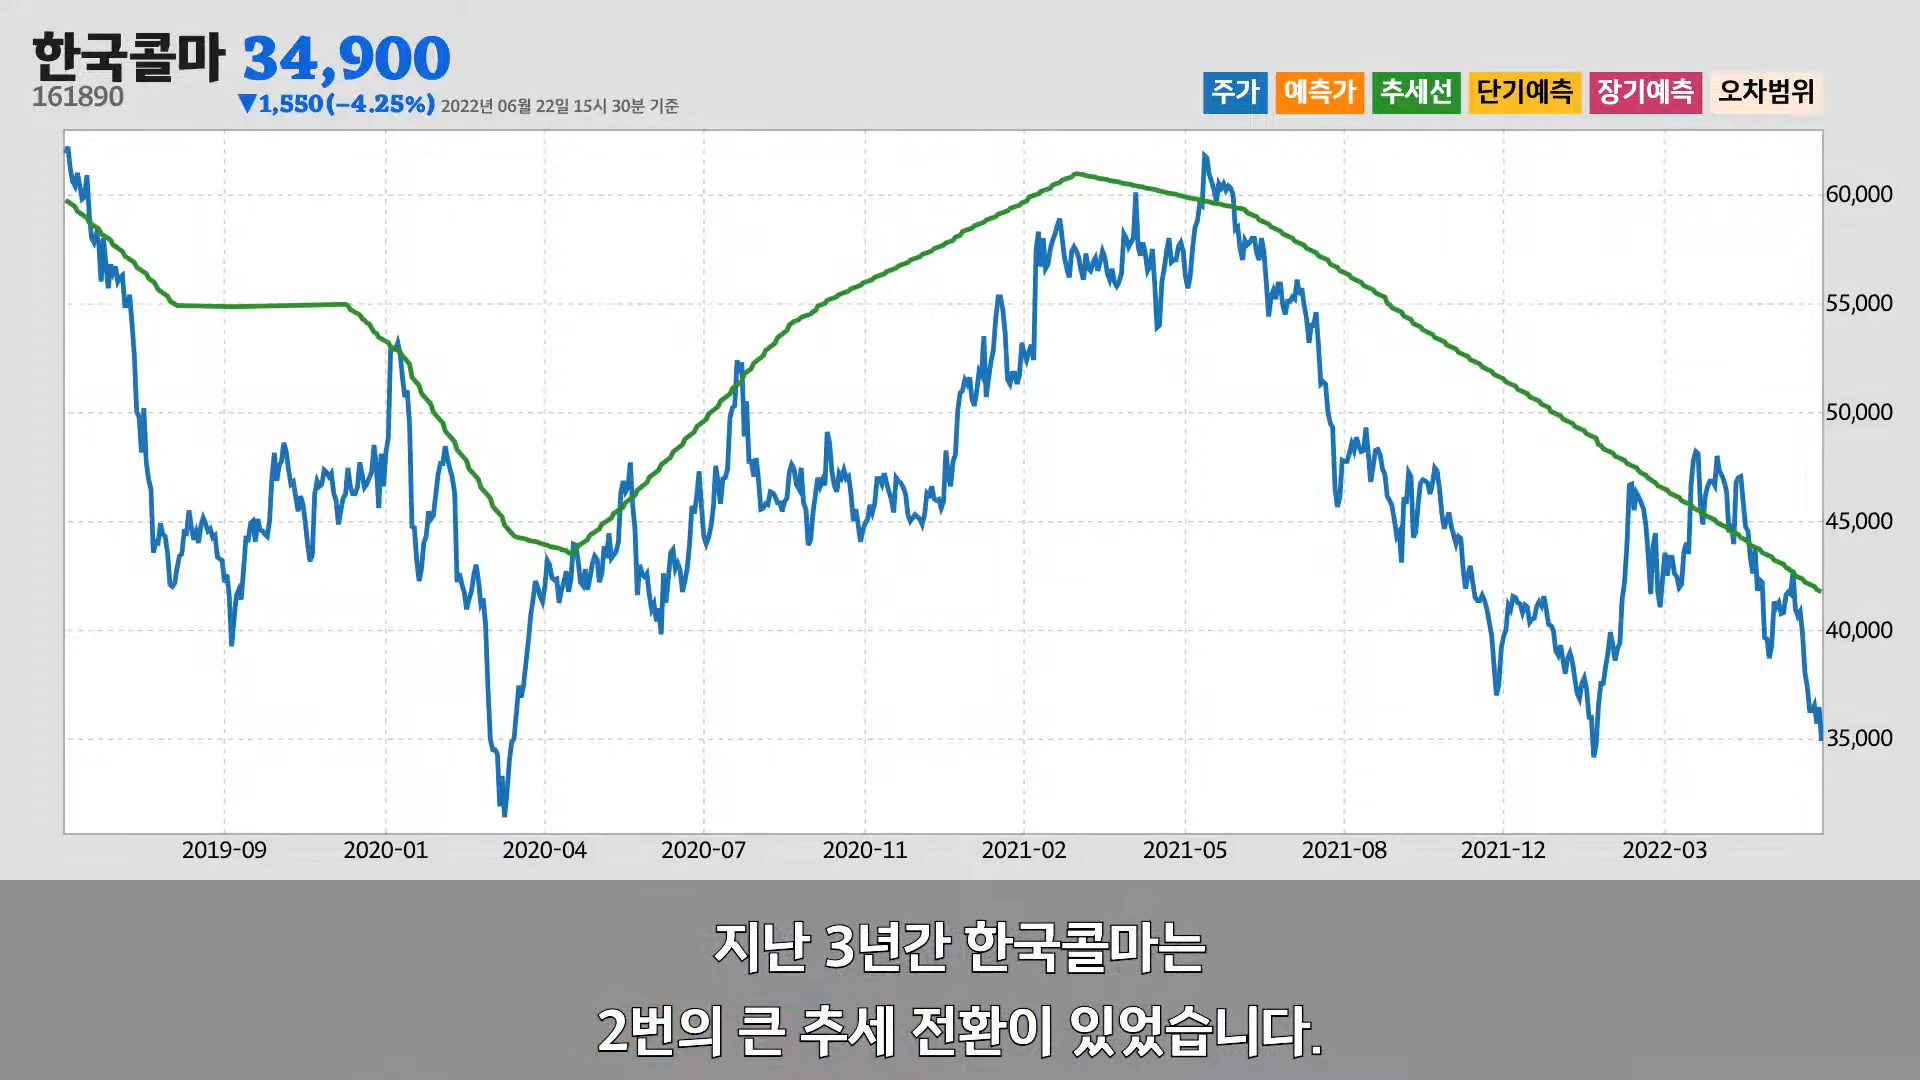 한국콜마 34,900
161890
▼1,550(-4.25%) 2022년 06월 22일 15시 30분 기준
주가 예측가 추세선 단기예측 장기예측 오차범위
60,000
55,000
50,000
45,000
40,000
35,000
2019-09 2020-01 2020-04 2020-07 2020-11 2021-02 2021-05 2021-08 2021-12 2022-03
지난 3년간 한국콜마는
2번의 큰 추세 전환이 있었습니다.